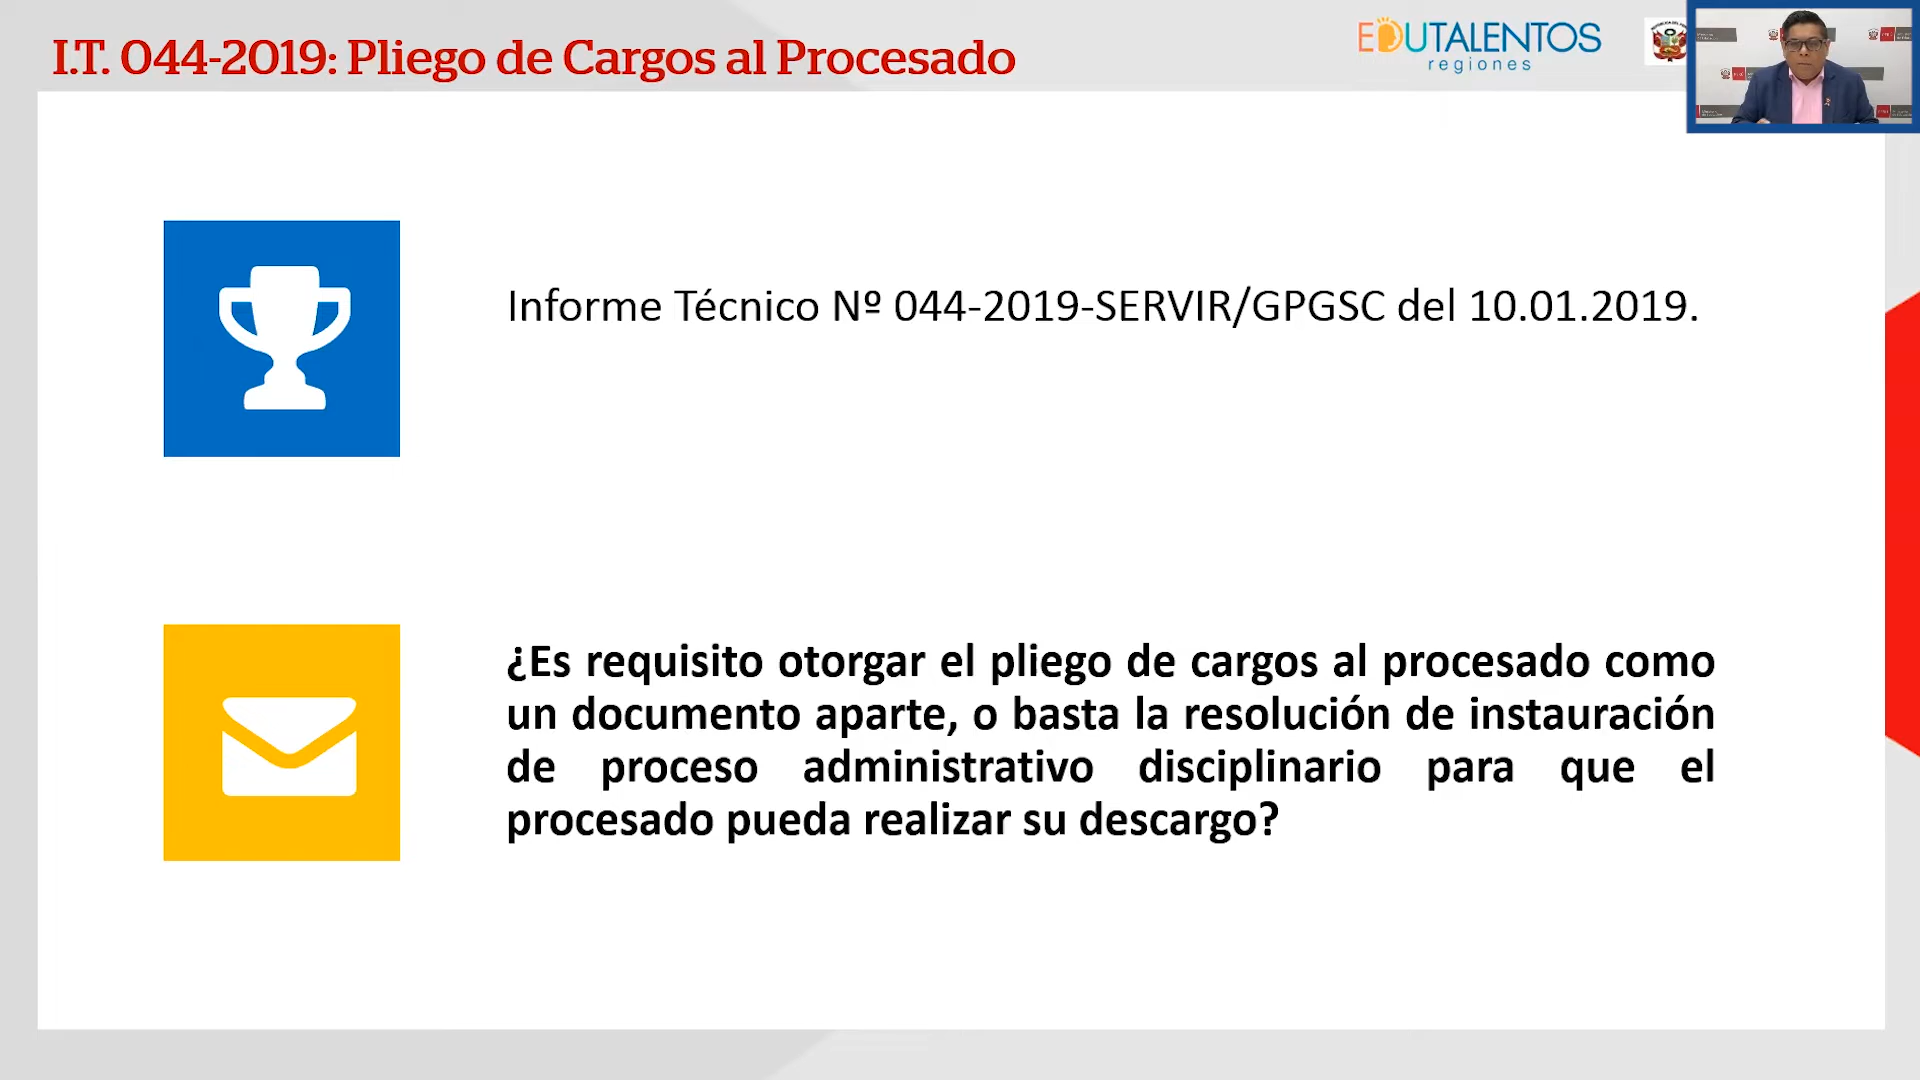 I.T. 044-2019: Pliego de Cargos al Procesado
EDUTALENTOS
regiones
Informe Técnico Nº 044-2019-SERVIR/GPGSC del 10.01.2019.
¿Es requisito otorgar el pliego de cargos al procesado como
un documento aparte, o basta la resolución de instauración
de proceso administrativo disciplinario para que el
procesado pueda realizar su descargo?